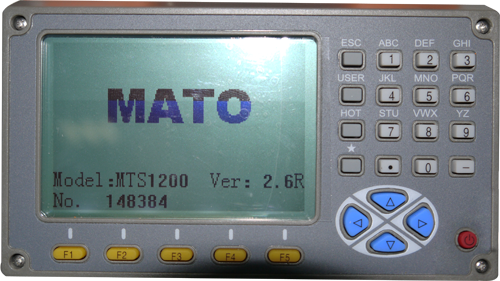 MATO
Model:MTS1200 Ver: 2.6R
No. 148384
F1 F2 F3 F4 F5
ESC ABC DEF GHI
1 2 3
USER JKL MNO PQR
4 5 6
HOT STU VWX YZ
7 8 9
★
• 0 –